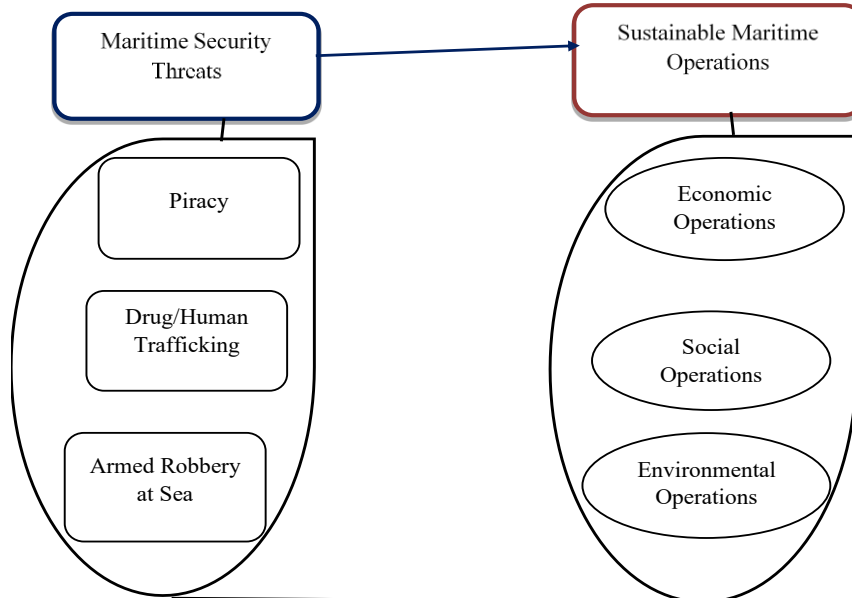 Maritime Security
Threats
Sustainable Maritime
Operations
Piracy
Drug/Human
Trafficking
Armed Robbery
at Sea
Economic
Operations
Social
Operations
Environmental
Operations